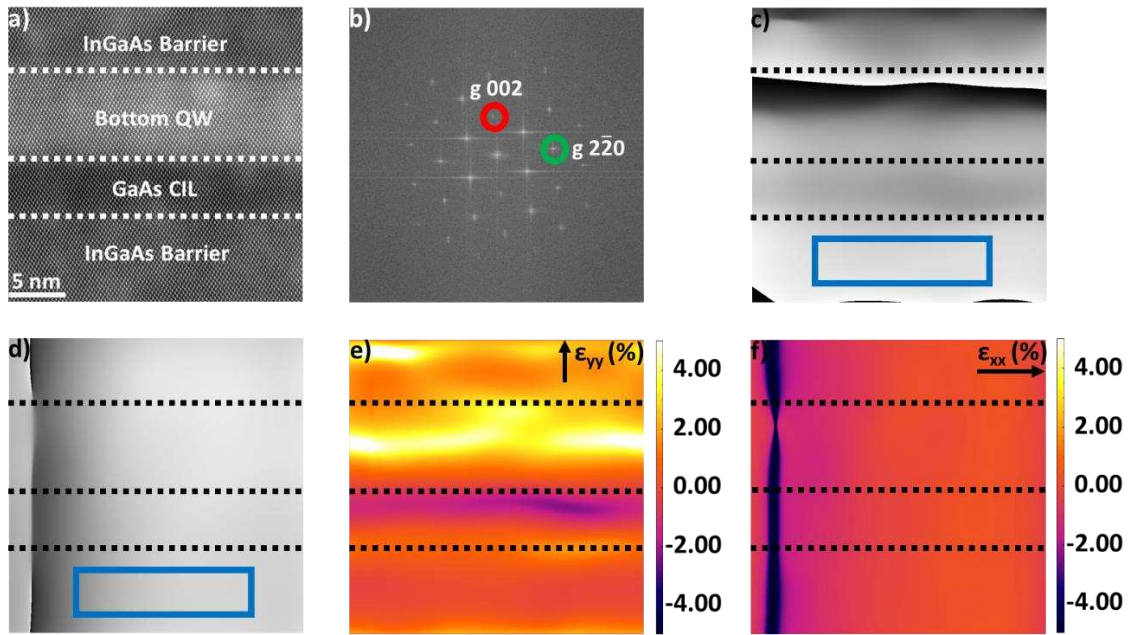 a)
InGaAs Barrier
Bottom QW
GaAs CIL
InGaAs Barrier
5 nm
b)
g 002
g 22̅0
c)
d)
e)
εyy (%)
4.00
2.00
0.00
-2.00
-4.00
f)
εxx (%)
4.00
2.00
0.00
-2.00
-4.00